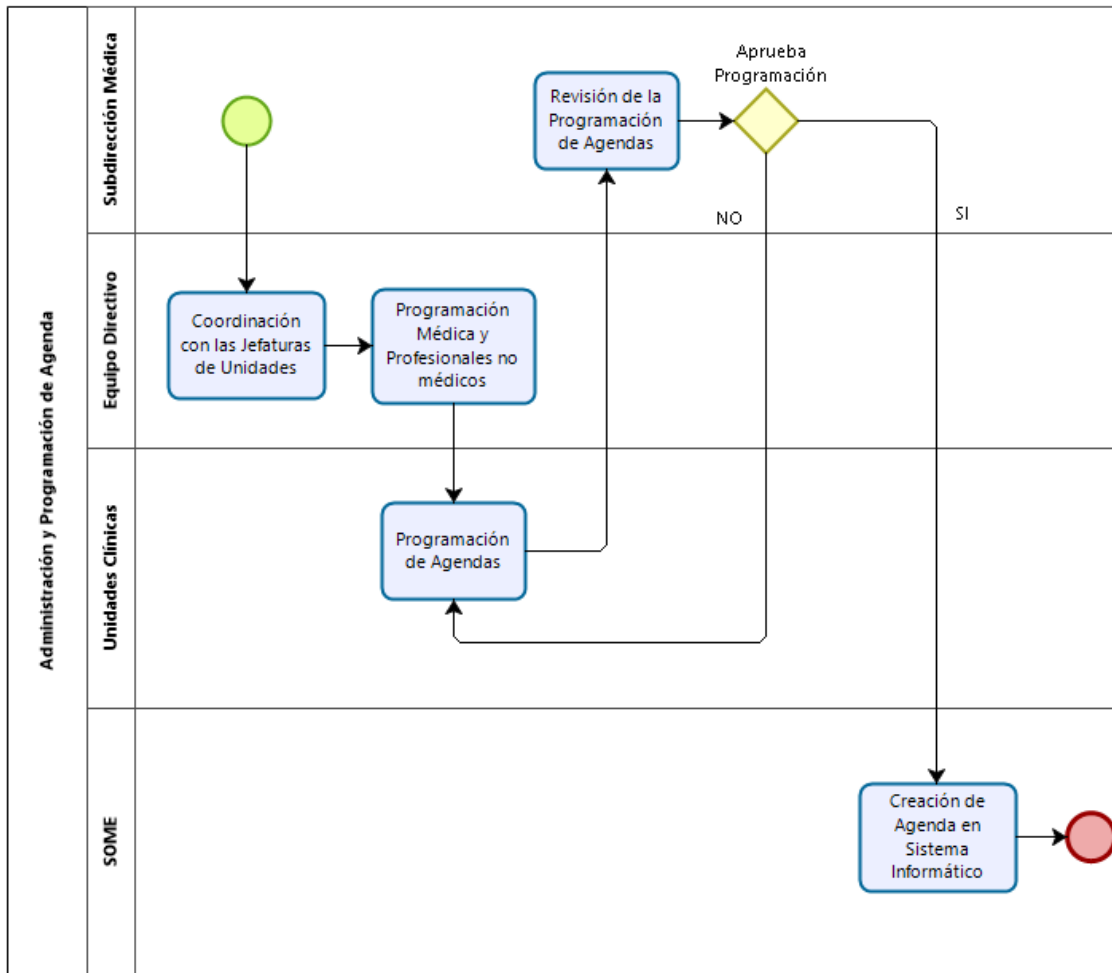 Administración y Programación de Agenda
Subdirección Médica
Revisión de la
Programación
de Agendas
Aprueba
Programación
NO
SI
Equipo Directivo
Coordinación
con las Jefaturas
de Unidades
Programación
Médica y
Profesionales no
médicos
Unidades Clínicas
Programación
de Agendas
SOME
Creación de
Agenda en
Sistema
Informático